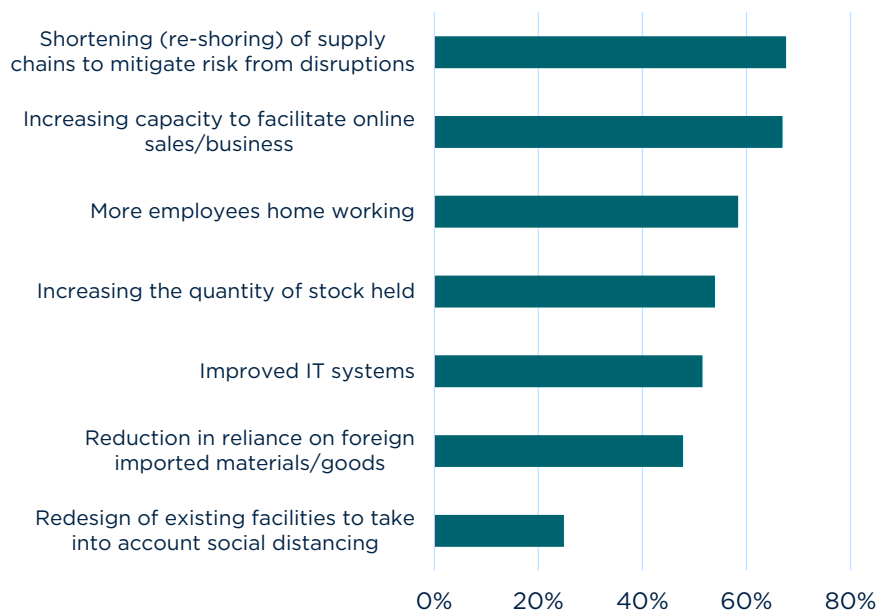 Shortening (re-shoring) of supply
chains to mitigate risk from disruptions
Increasing capacity to facilitate online
sales/business
More employees home working
Increasing the quantity of stock held
Improved IT systems
Reduction in reliance on foreign
imported materials/goods
Redesign of existing facilities to take
into account social distancing
0% 20% 40% 60% 80%